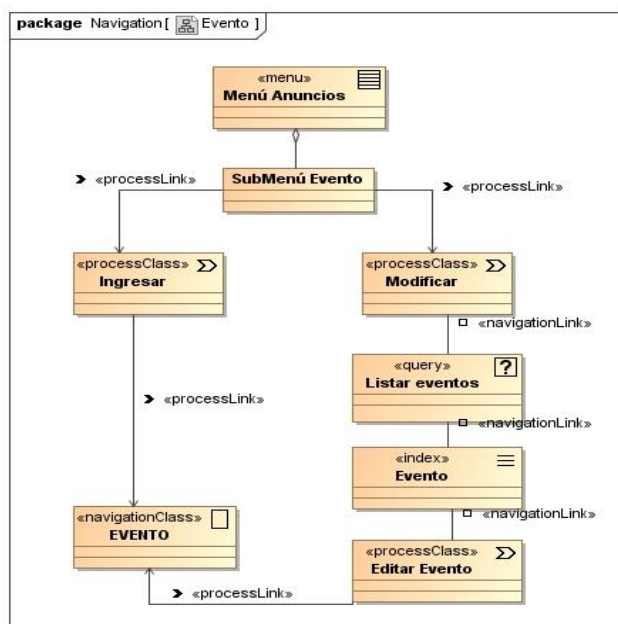 package Navigation [ Evento ]
«menu»
Menú Anuncios
SubMenú Evento
«processLink»
«processLink»
«processClass»
Ingresar
«processClass»
Modificar
«navigationLink»
«query»
?
Listar eventos
«processLink»
«navigationLink»
«index»
Evento
«navigationLink»
«navigationClass»
EVENTO
«processClass»
Editar Evento
«processLink»